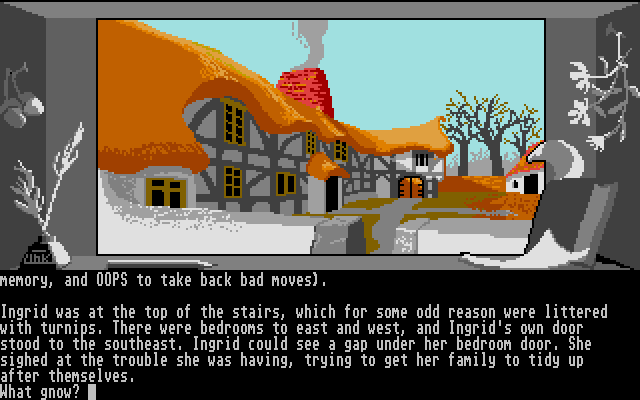 Unk
memory, and OOPS to take back bad moves).
Ingrid was at the top of the stairs, which for some odd reason were littered
with turnips. There were bedrooms to east and west, and Ingrid's own door
stood to the southeast. Ingrid could see a gap under her bedroom door. She
sighed at the trouble she was having, trying to get her family to tidy up
after themselves.
What gnow?